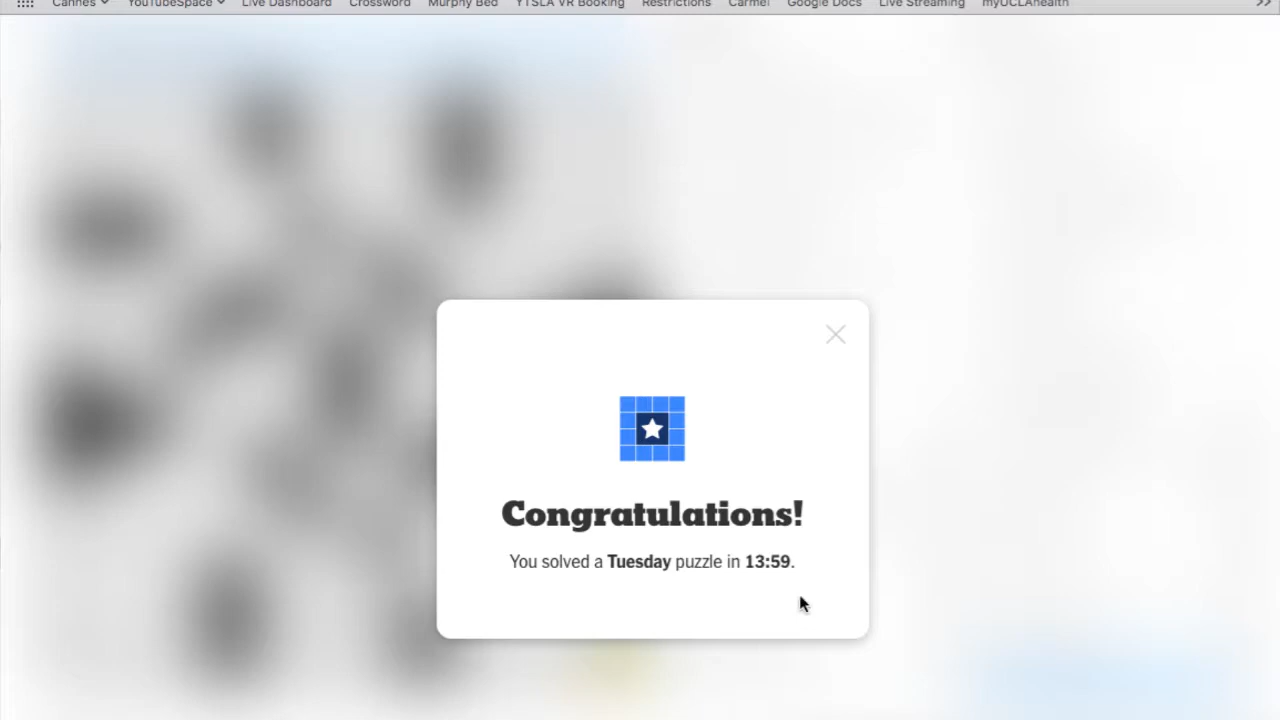 Cannes YouTubeSpace Live Dashboard Crossword Murphy Bed YTSLA VR Booking Restrictions Carmel Google Docs Live Streaming myUCLAhealth >>
Congratulations!
You solved a Tuesday puzzle in 13:59.